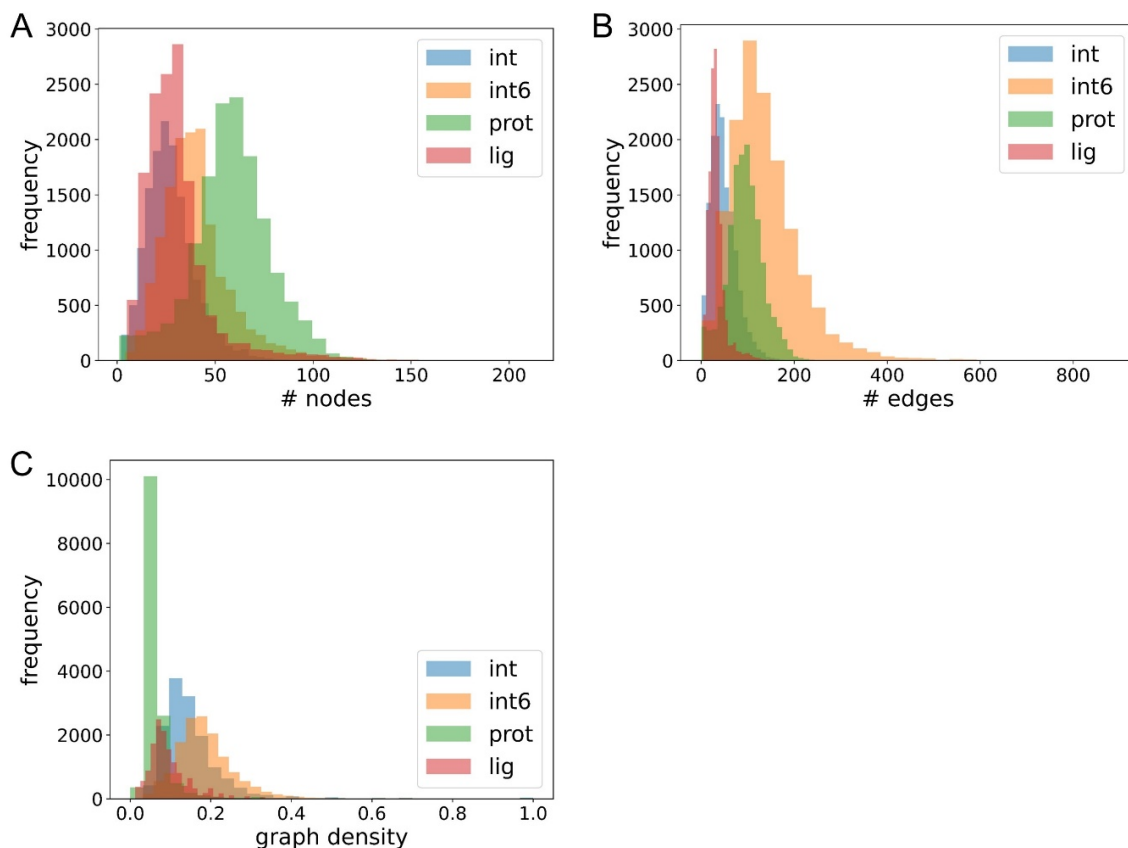 A
3000
2500
2000
1500
1000
500
0
frequency
0 50 100 150 200
# nodes
int
int6
prot
lig
B
3000
2500
2000
1500
1000
500
0
frequency
0 200 400 600 800
# edges
int
int6
prot
lig
C
10000
8000
6000
4000
2000
0
frequency
0.0 0.2 0.4 0.6 0.8 1.0
graph density
int
int6
prot
lig